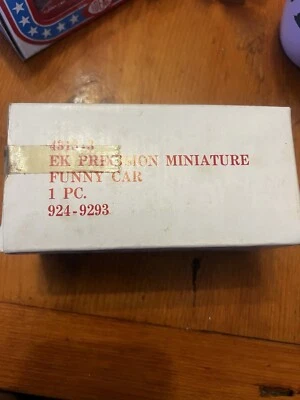 EK PRECISION MINIATURE
FUNNY CAR
1 PC.
924-9293